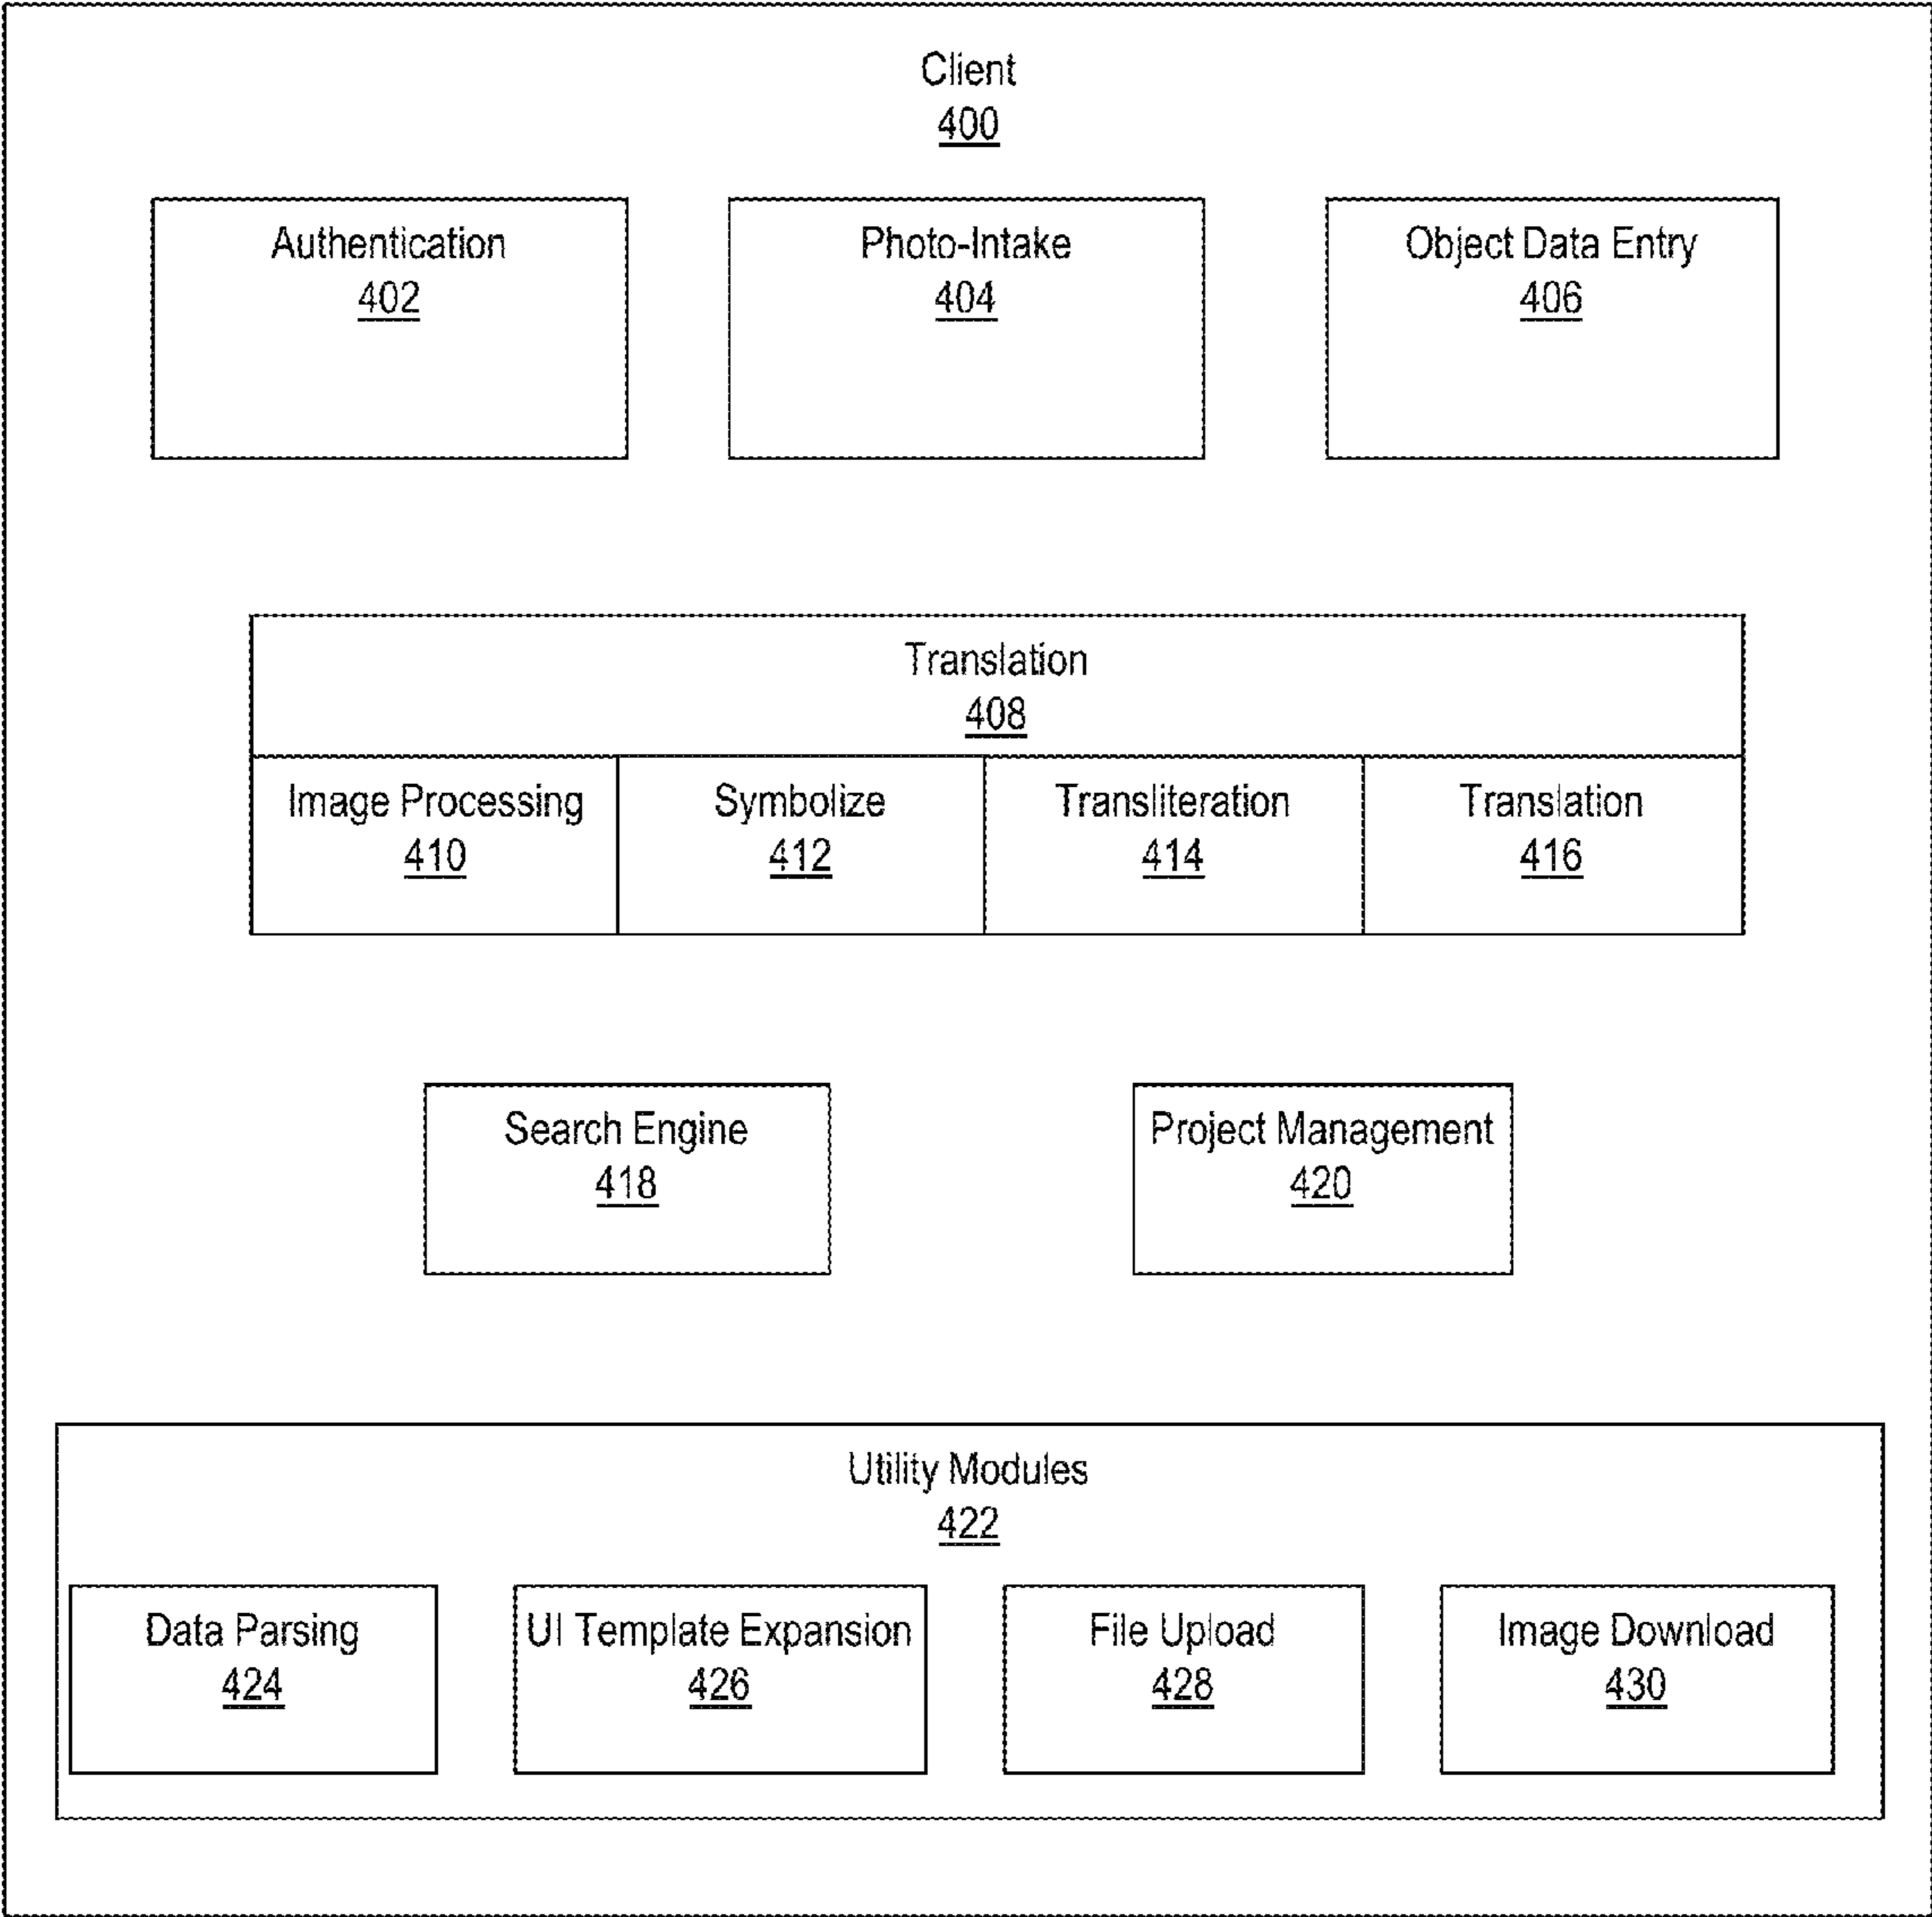 Client
400
Authentication
402
Photo-Intake
404
Object Data Entry
406
Translation
408
Image Processing
410
Symbolize
412
Transliteration
414
Translation
416
Search Engine
418
Project Management
420
Utility Modules
422
Data Parsing
424
UI Template Expansion
426
File Upload
428
Image Download
430